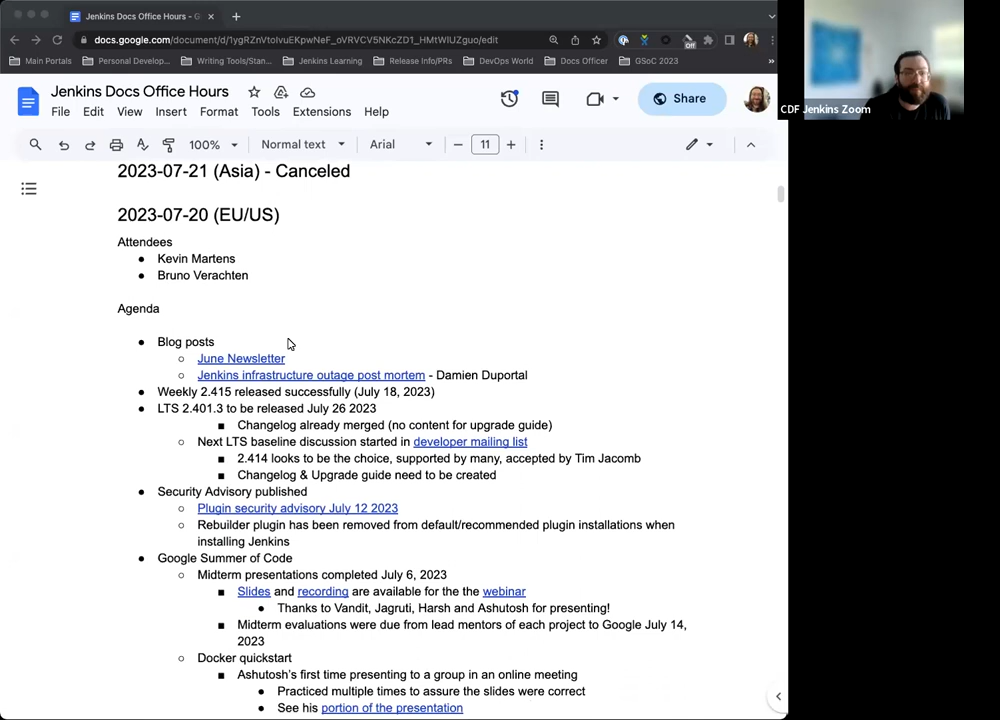 Jenkins Docs Office Hours - G
docs.google.com/document/d/1ygRZnVtoIvuEKpwNeF_oVRVCV5NKcZD1_HMtWIUZguo/edit
Off
Main Portals Personal Develop... Writing Tools/Stan... Jenkins Learning Release Info/PRs DevOps World Docs Officer GSoC 2023 »
Jenkins Docs Office Hours
File Edit View Insert Format Tools Extensions Help
Share
CDF Jenkins Zoom
100% Normal text Arial 11
2023-07-21 (Asia) - Canceled
2023-07-20 (EU/US)
Attendees
Kevin Martens
Bruno Verachten
Agenda
Blog posts
June Newsletter
Jenkins infrastructure outage post mortem - Damien Duportal
Weekly 2.415 released successfully (July 18, 2023)
LTS 2.401.3 to be released July 26 2023
Changelog already merged (no content for upgrade guide)
Next LTS baseline discussion started in developer mailing list
2.414 looks to be the choice, supported by many, accepted by Tim Jacomb
Changelog & Upgrade guide need to be created
Security Advisory published
Plugin security advisory July 12 2023
Rebuilder plugin has been removed from default/recommended plugin installations when
installing Jenkins
Google Summer of Code
Midterm presentations completed July 6, 2023
Slides and recording are available for the the webinar
Thanks to Vandit, Jagruti, Harsh and Ashutosh for presenting!
Midterm evaluations were due from lead mentors of each project to Google July 14,
2023
Docker quickstart
Ashutosh's first time presenting to a group in an online meeting
Practiced multiple times to assure the slides were correct
See his portion of the presentation